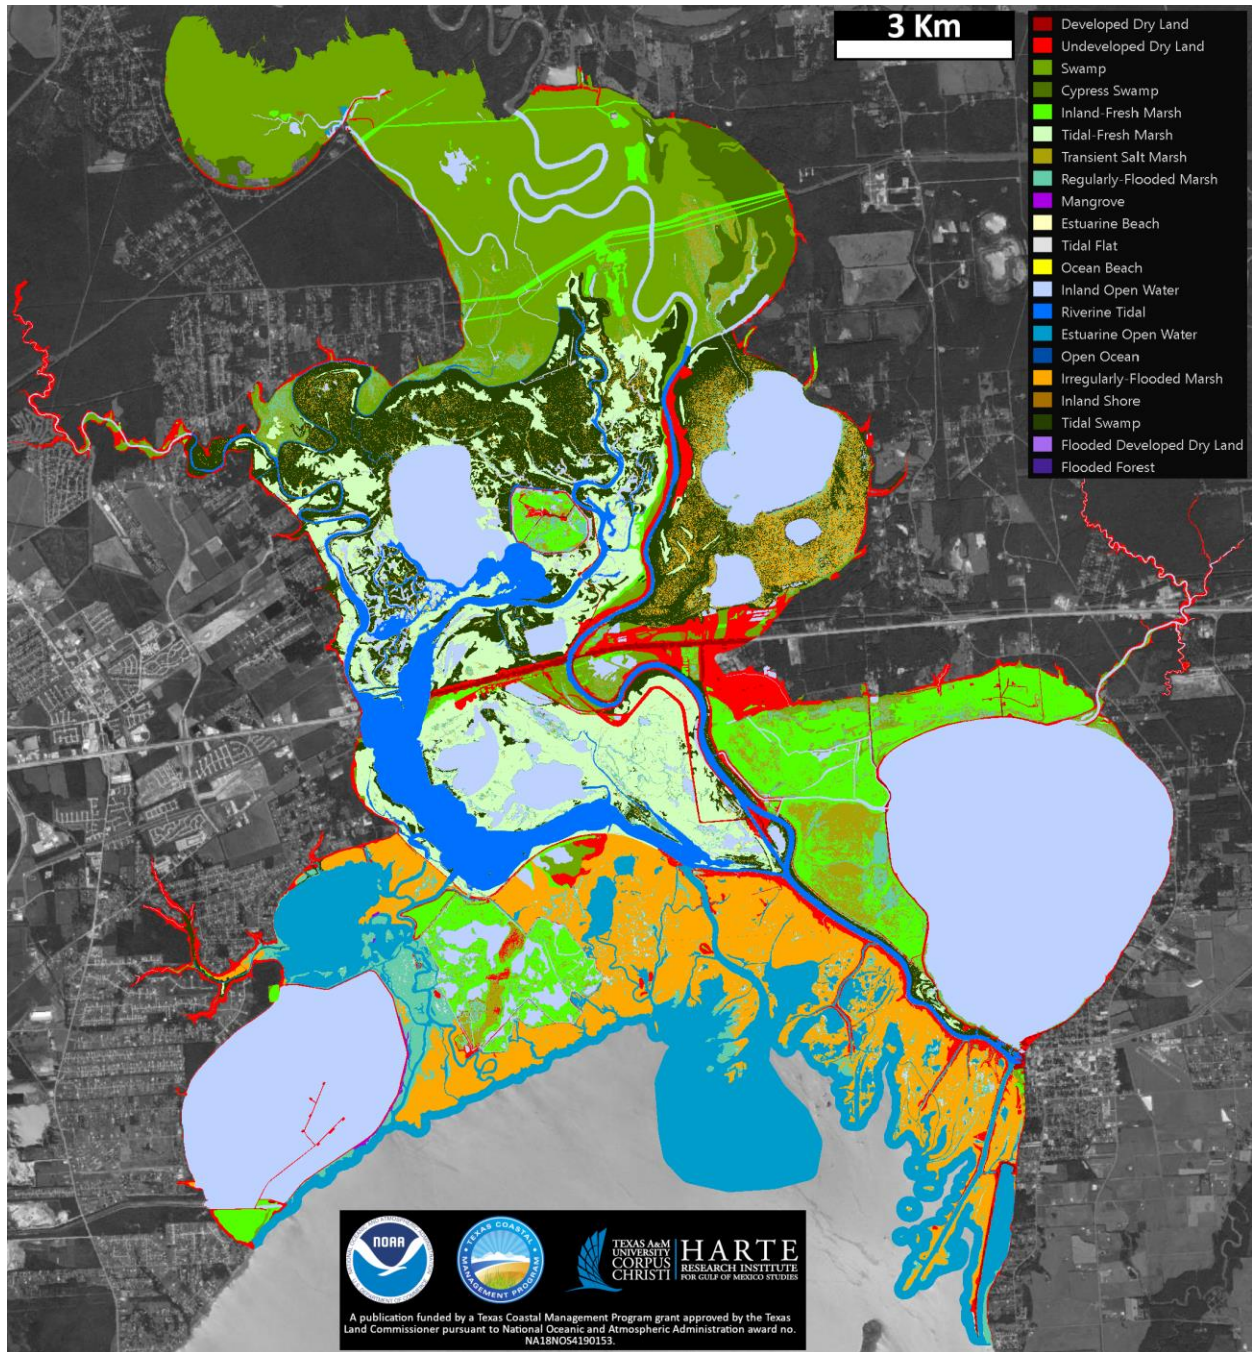 3 Km
Developed Dry Land
Undeveloped Dry Land
Swamp
Cypress Swamp
Inland-Fresh Marsh
Tidal-Fresh Marsh
Transient Salt Marsh
Regularly-Flooded Marsh
Mangrove
Estuarine Beach
Tidal Flat
Ocean Beach
Inland Open Water
Riverine Tidal
Estuarine Open Water
Open Ocean
Irregularly-Flooded Marsh
Inland Shore
Tidal Swamp
Flooded Developed Dry Land
Flooded Forest
NOAA
TEXAS COASTAL
MANAGEMENT PROGRAM
TEXAS A&M
UNIVERSITY
CORPUS
CHRISTI
HARTE
RESEARCH INSTITUTE
FOR GULF OF MEXICO STUDIES
A publication funded by a Texas Coastal Management Program grant approved by the Texas
Land Commissioner pursuant to National Oceanic and Atmospheric Administration award no.
NA18NOS4190153.